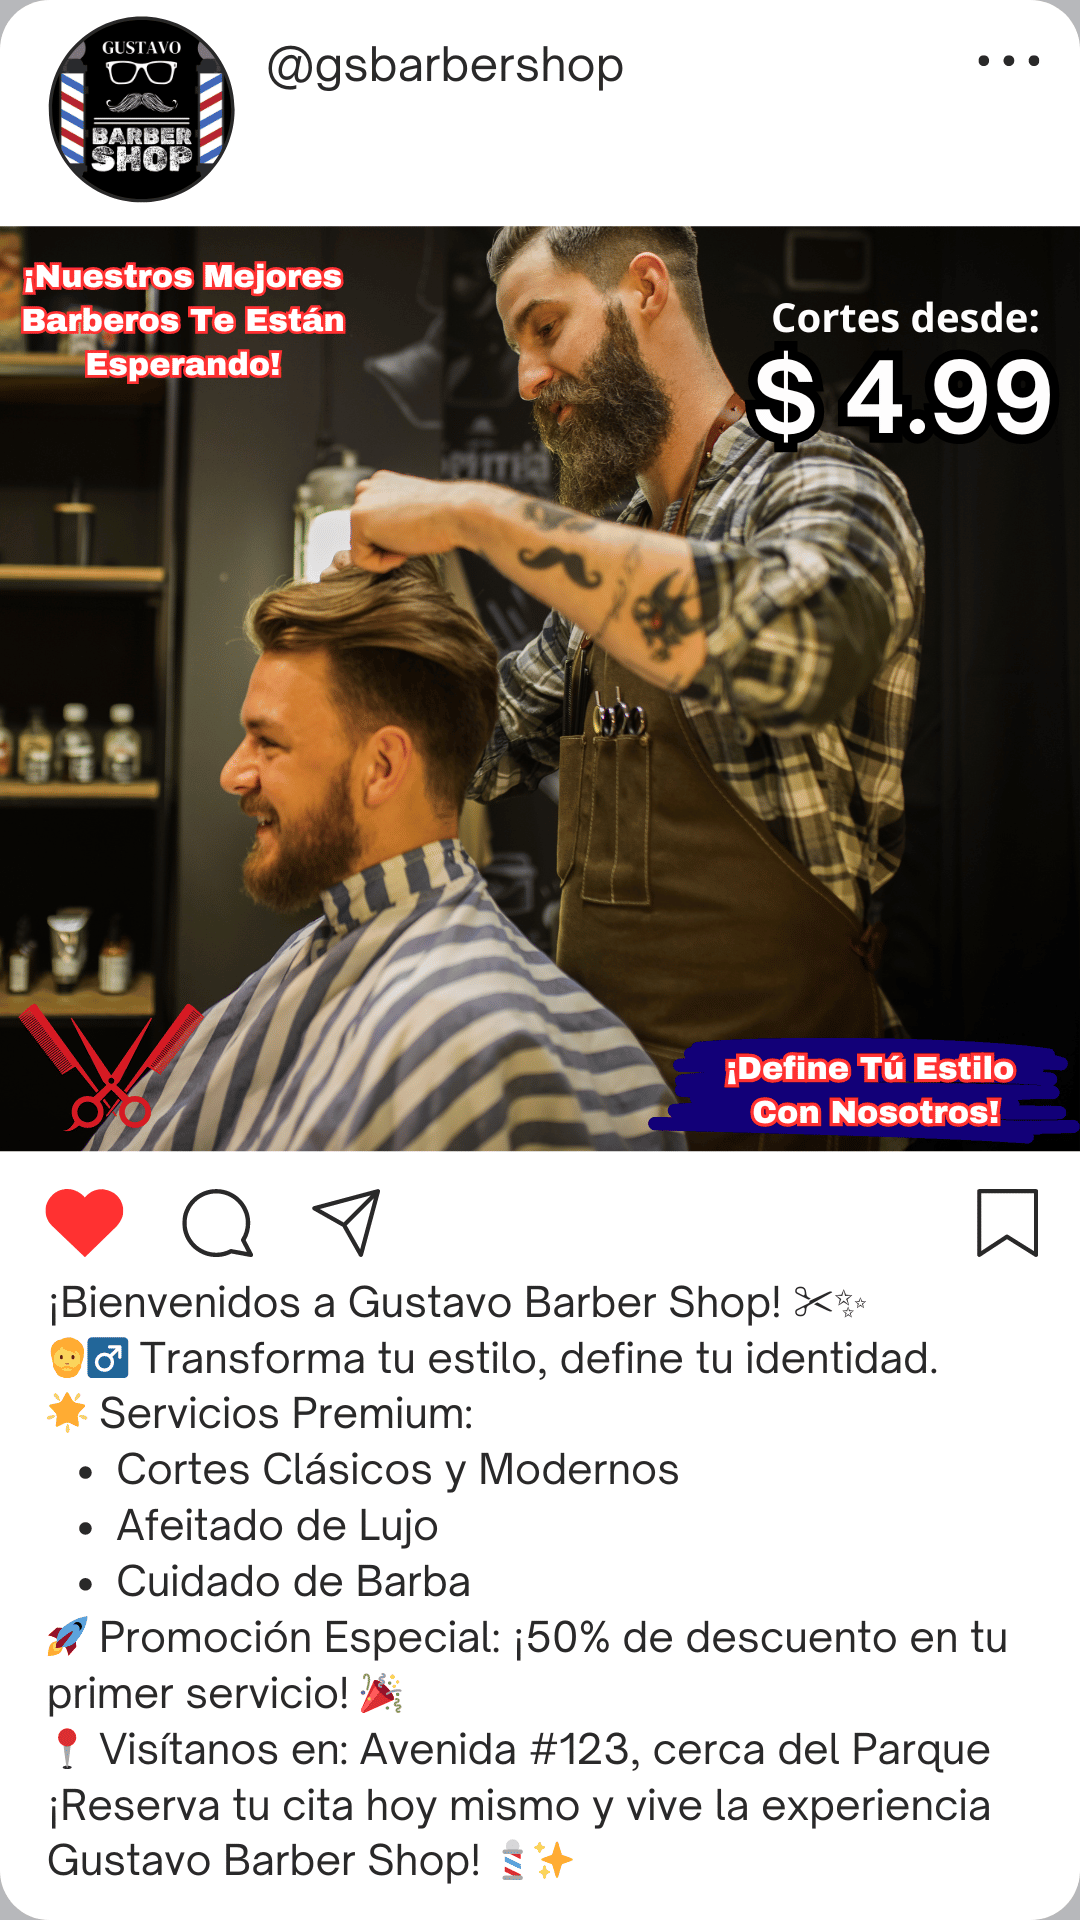 GUSTAVO
BARBER
SHOP
@gsbarbershop
¡Nuestros Mejores
Barberos Te Están
Esperando!
Cortes desde:
$ 4.99
¡Define Tú Estilo
Con Nosotros!
¡Bienvenidos a Gustavo Barber Shop! ✂✨
🧔♂️ Transforma tu estilo, define tu identidad.
🌟 Servicios Premium:
• Cortes Clásicos y Modernos
• Afeitado de Lujo
• Cuidado de Barba
🚀 Promoción Especial: ¡50% de descuento en tu
primer servicio! 🎉
📍 Visítanos en: Avenida #123, cerca del Parque
¡Reserva tu cita hoy mismo y vive la experiencia
Gustavo Barber Shop! 💈✨